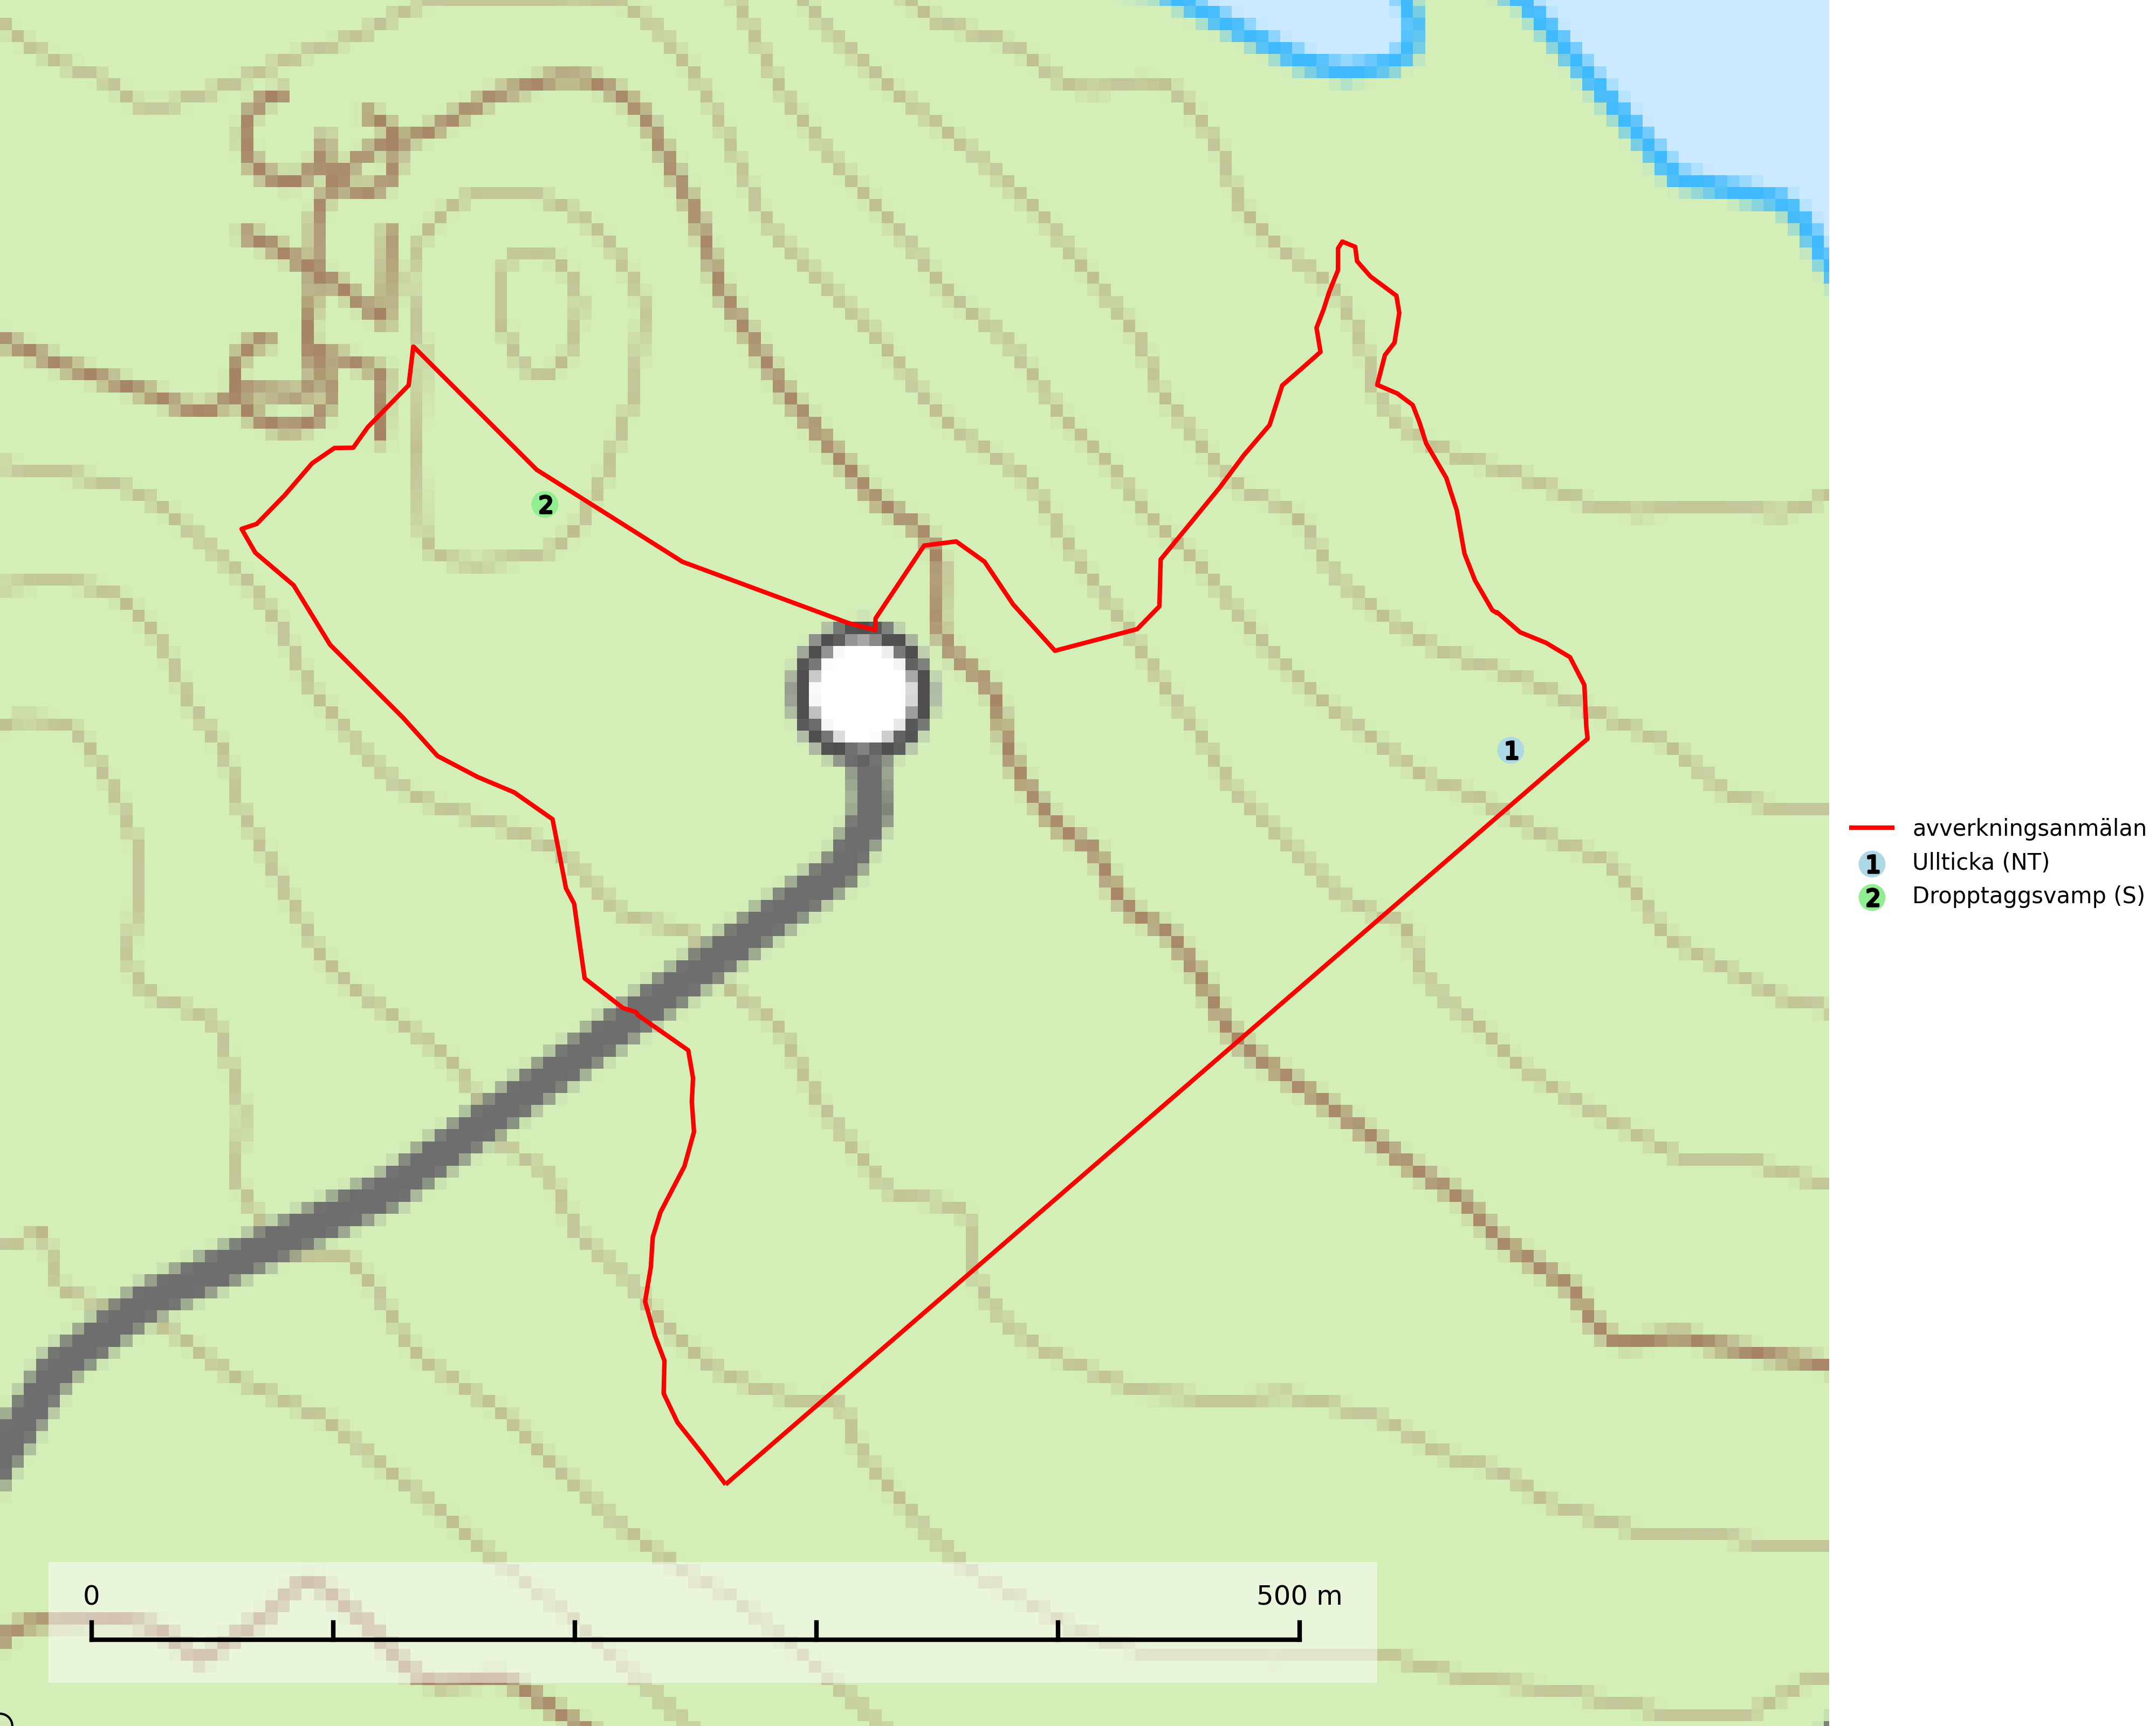 2
1
avverkningsanmälan
1 Ullticka (NT)
2 Dropptaggsvamp (S)
0 500 m